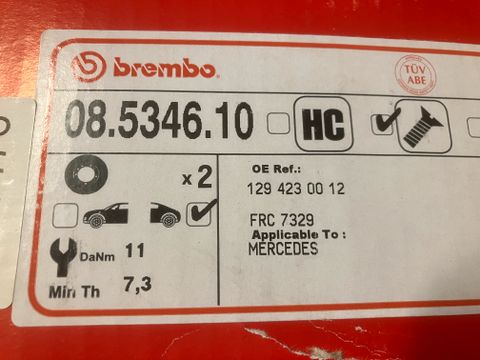 brembo.
TÜV
ABE
08.5346.10
HC
x 2
OE Ref.:
129 423 00 12
FRC 7329
DaNm 11
Applicable To :
MERCEDES
Min Th 7,3